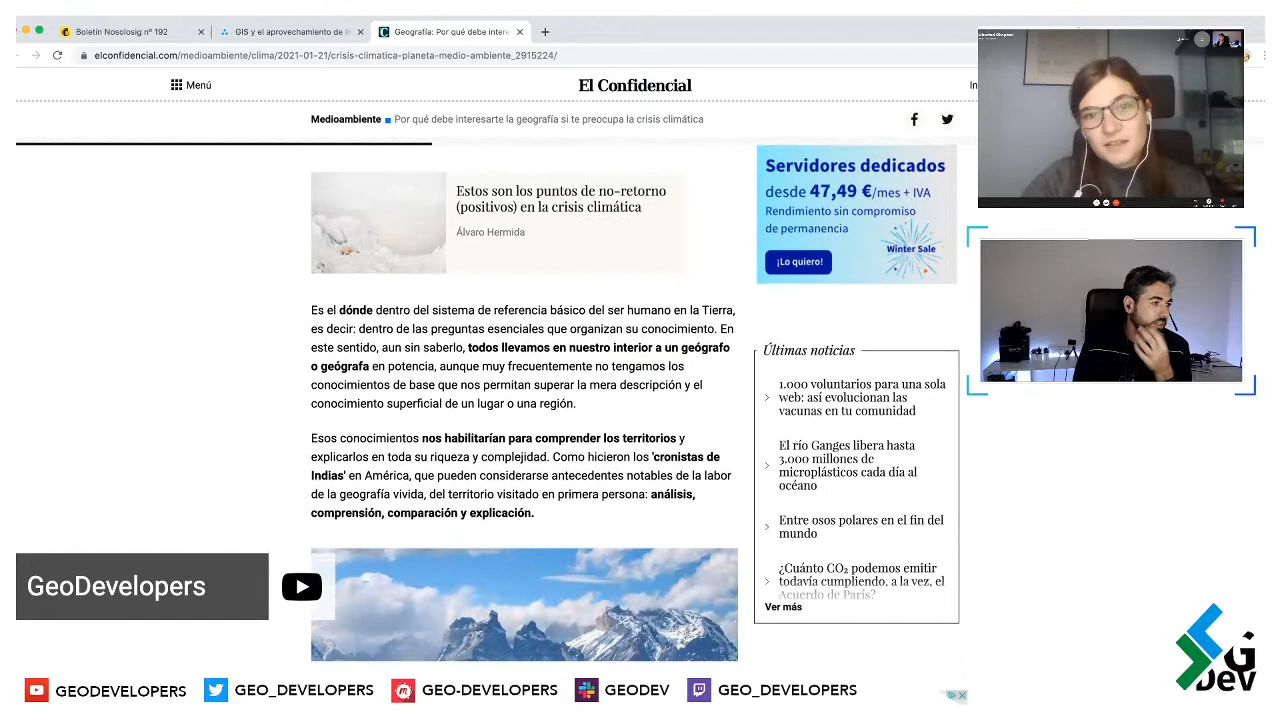 Boletín Nosolosig nº 192
GIS y el aprovechamiento de l
Geografía: Por qué debe intere
elconfidencial.com/medioambiente/clima/2021-01-21/crisis-climatica-planeta-medio-ambiente_2915224/
Menú
El Confidencial
In
Medioambiente Por qué debe interesarte la geografía si te preocupa la crisis climática
Estos son los puntos de no-retorno
(positivos) en la crisis climática
Álvaro Hermida
Es el dónde dentro del sistema de referencia básico del ser humano en la Tierra,
es decir: dentro de las preguntas esenciales que organizan su conocimiento. En
este sentido, aun sin saberlo, todos llevamos en nuestro interior a un geógrafo
o geógrafa en potencia, aunque muy frecuentemente no tengamos los
conocimientos de base que nos permitan superar la mera descripción y el
conocimiento superficial de un lugar o una región.
Esos conocimientos nos habilitarían para comprender los territorios y
explicarlos en toda su riqueza y complejidad. Como hicieron los 'cronistas de
Indias' en América, que pueden considerarse antecedentes notables de la labor
de la geografía vivida, del territorio visitado en primera persona: análisis,
comprensión, comparación y explicación.
Servidores dedicados
desde 47,49 €/mes + IVA
Rendimiento sin compromiso
de permanencia
Winter Sale
¡Lo quiero!
Últimas noticias
1.000 voluntarios para una sola
web: así evolucionan las
vacunas en tu comunidad
El río Ganges libera hasta
3.000 millones de
microplásticos cada día al
océano
Entre osos polares en el fin del
mundo
¿Cuánto CO₂ podemos emitir
todavía cumpliendo, a la vez, el
Acuerdo de París?
Ver más
GeoDevelopers
GEODEVELOPERS
GEO_DEVELOPERS
GEO-DEVELOPERS
GEODEV
GEO_DEVELOPERS
G
DEV